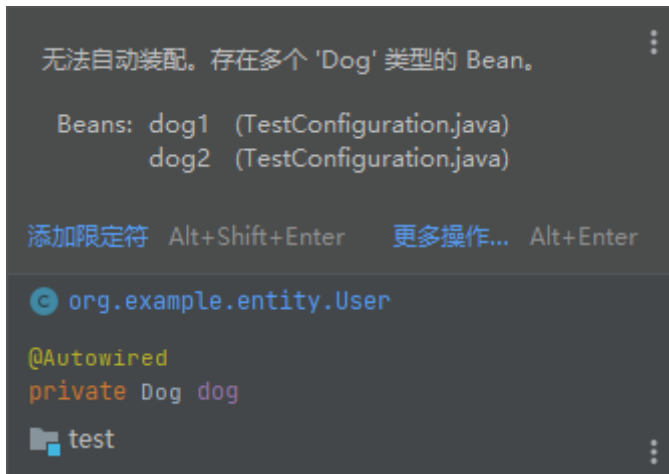 无法自动装配。存在多个 'Dog' 类型的 Bean。
Beans: dog1 (TestConfiguration.java)
dog2 (TestConfiguration.java)
添加限定符 Alt+Shift+Enter 更多操作... Alt+Enter
C org.example.entity.User
@Autowired
private Dog dog
test